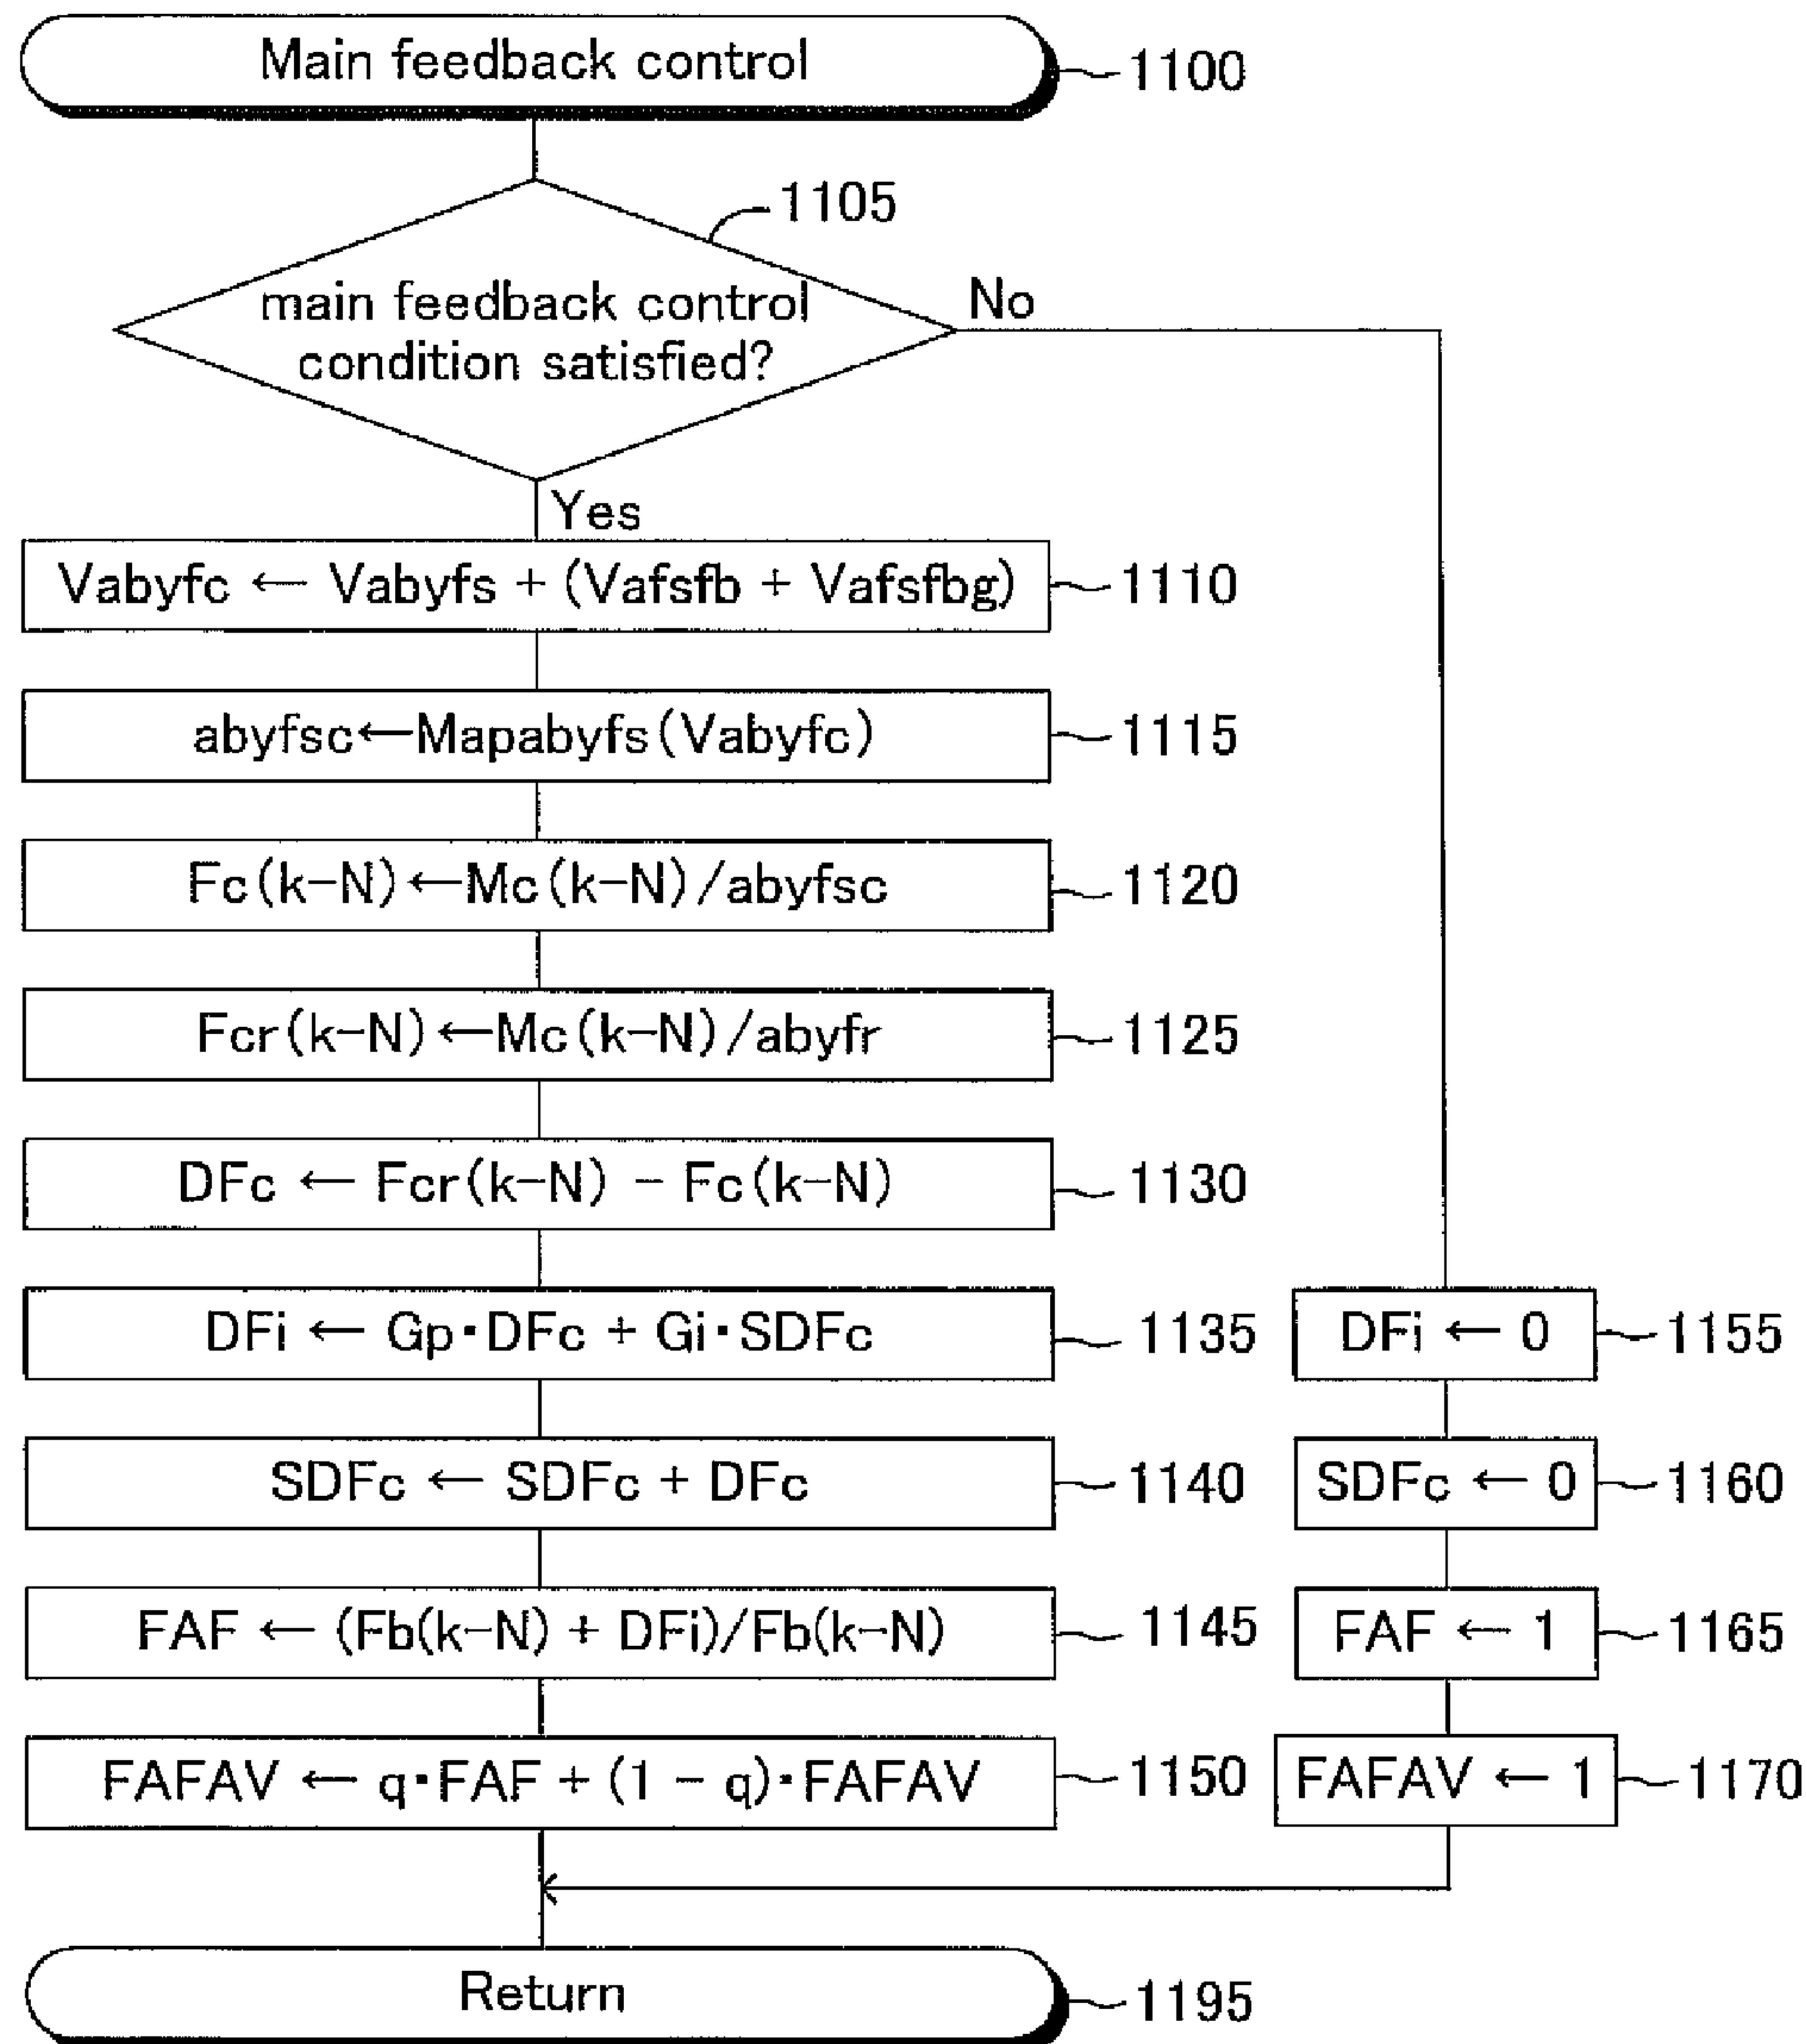 Main feedback control
1100
1105
main feedback control
condition satisfied?
No
Yes
Vabyfc ← Vabyfs + (Vafsfb + Vafsfbg)
1110
abyfsc←Mapabyfs(Vabyfc)
1115
Fc(k-N)←Mc(k-N)/abyfsc
1120
Fcr(k-N)←Mc(k-N)/abyfr
1125
DFc ← Fcr(k-N) - Fc(k-N)
1130
DFi ← Gp·DFc + Gi·SDFc
1135
DFi ← 0
1155
SDFc ← SDFc + DFc
1140
SDFc ← 0
1160
FAF ← (Fb(k-N) + DFi)/Fb(k-N)
1145
FAF ← 1
1165
FAFAV ← q·FAF + (1 - q)·FAFAV
1150
FAFAV ← 1
1170
Return
1195